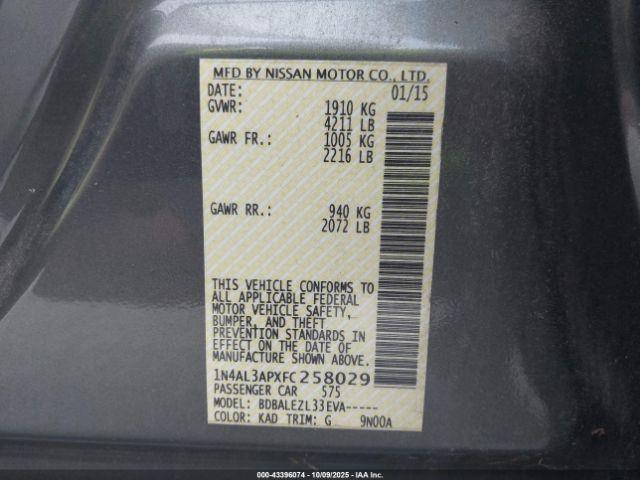 MFD BY NISSAN MOTOR CO., LTD.
DATE: 01/15
GVWR: 1910 KG
4211 LB
GAWR FR.: 1005 KG
2216 LB
GAWR RR.: 940 KG
2072 LB
THIS VEHICLE CONFORMS TO
ALL APPLICABLE FEDERAL
MOTOR VEHICLE SAFETY,
BUMPER, AND THEFT
PREVENTION STANDARDS IN
EFFECT ON THE DATE OF
MANUFACTURE SHOWN ABOVE.
1N4AL3APXFC258029
PASSENGER CAR 575
MODEL: BDBALEZL33EVA-----
COLOR: KAD TRIM: G 9N00A
000-43396074 - 10/09/2025 - IAAI.COM